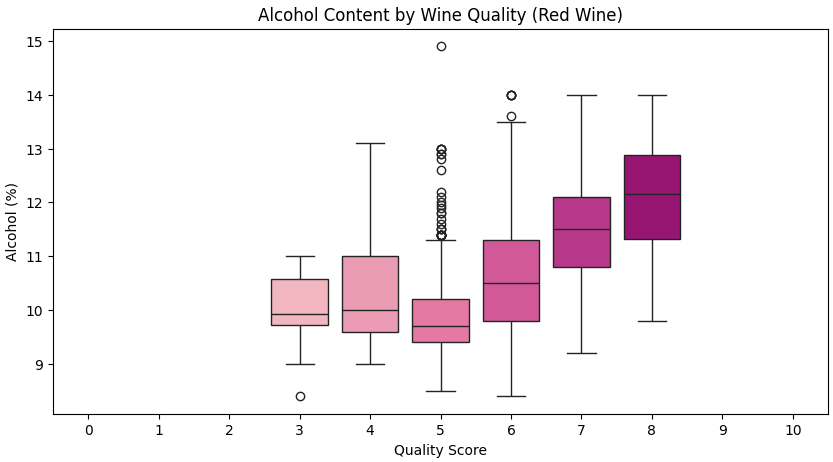 Alcohol Content by Wine Quality (Red Wine)
15
14
13
12
11
10
9
Alcohol (%)
0 1 2 3 4 5 6 7 8 9 10
Quality Score